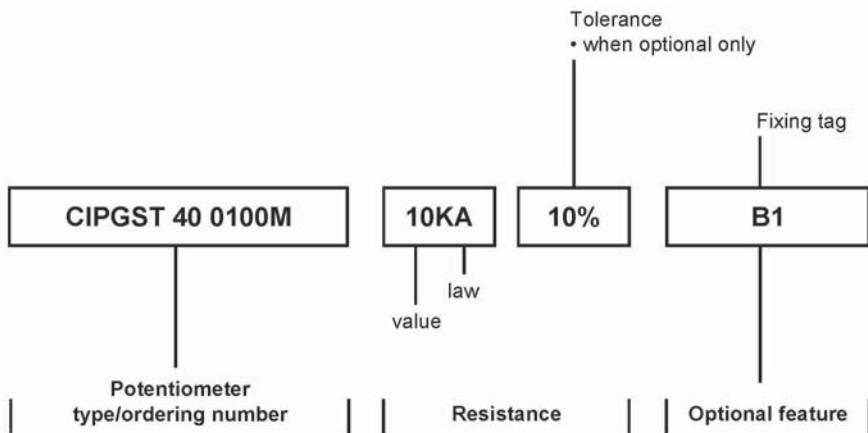 Tolerance
• when optional only
Fixing tag
CIPGST 40 0100M
10KA
10%
B1
law
value
Potentiometer
type/ordering number
Resistance
Optional feature